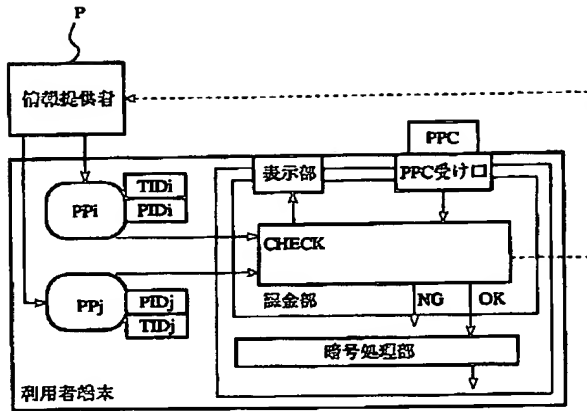 P
情報提供者
PPC
表示部
PPC受け口
TIDi
PIDi
PPi
CHECK
PPj
PIDj
TIDj
課金部
NG
OK
暗号処理部
利用者端末